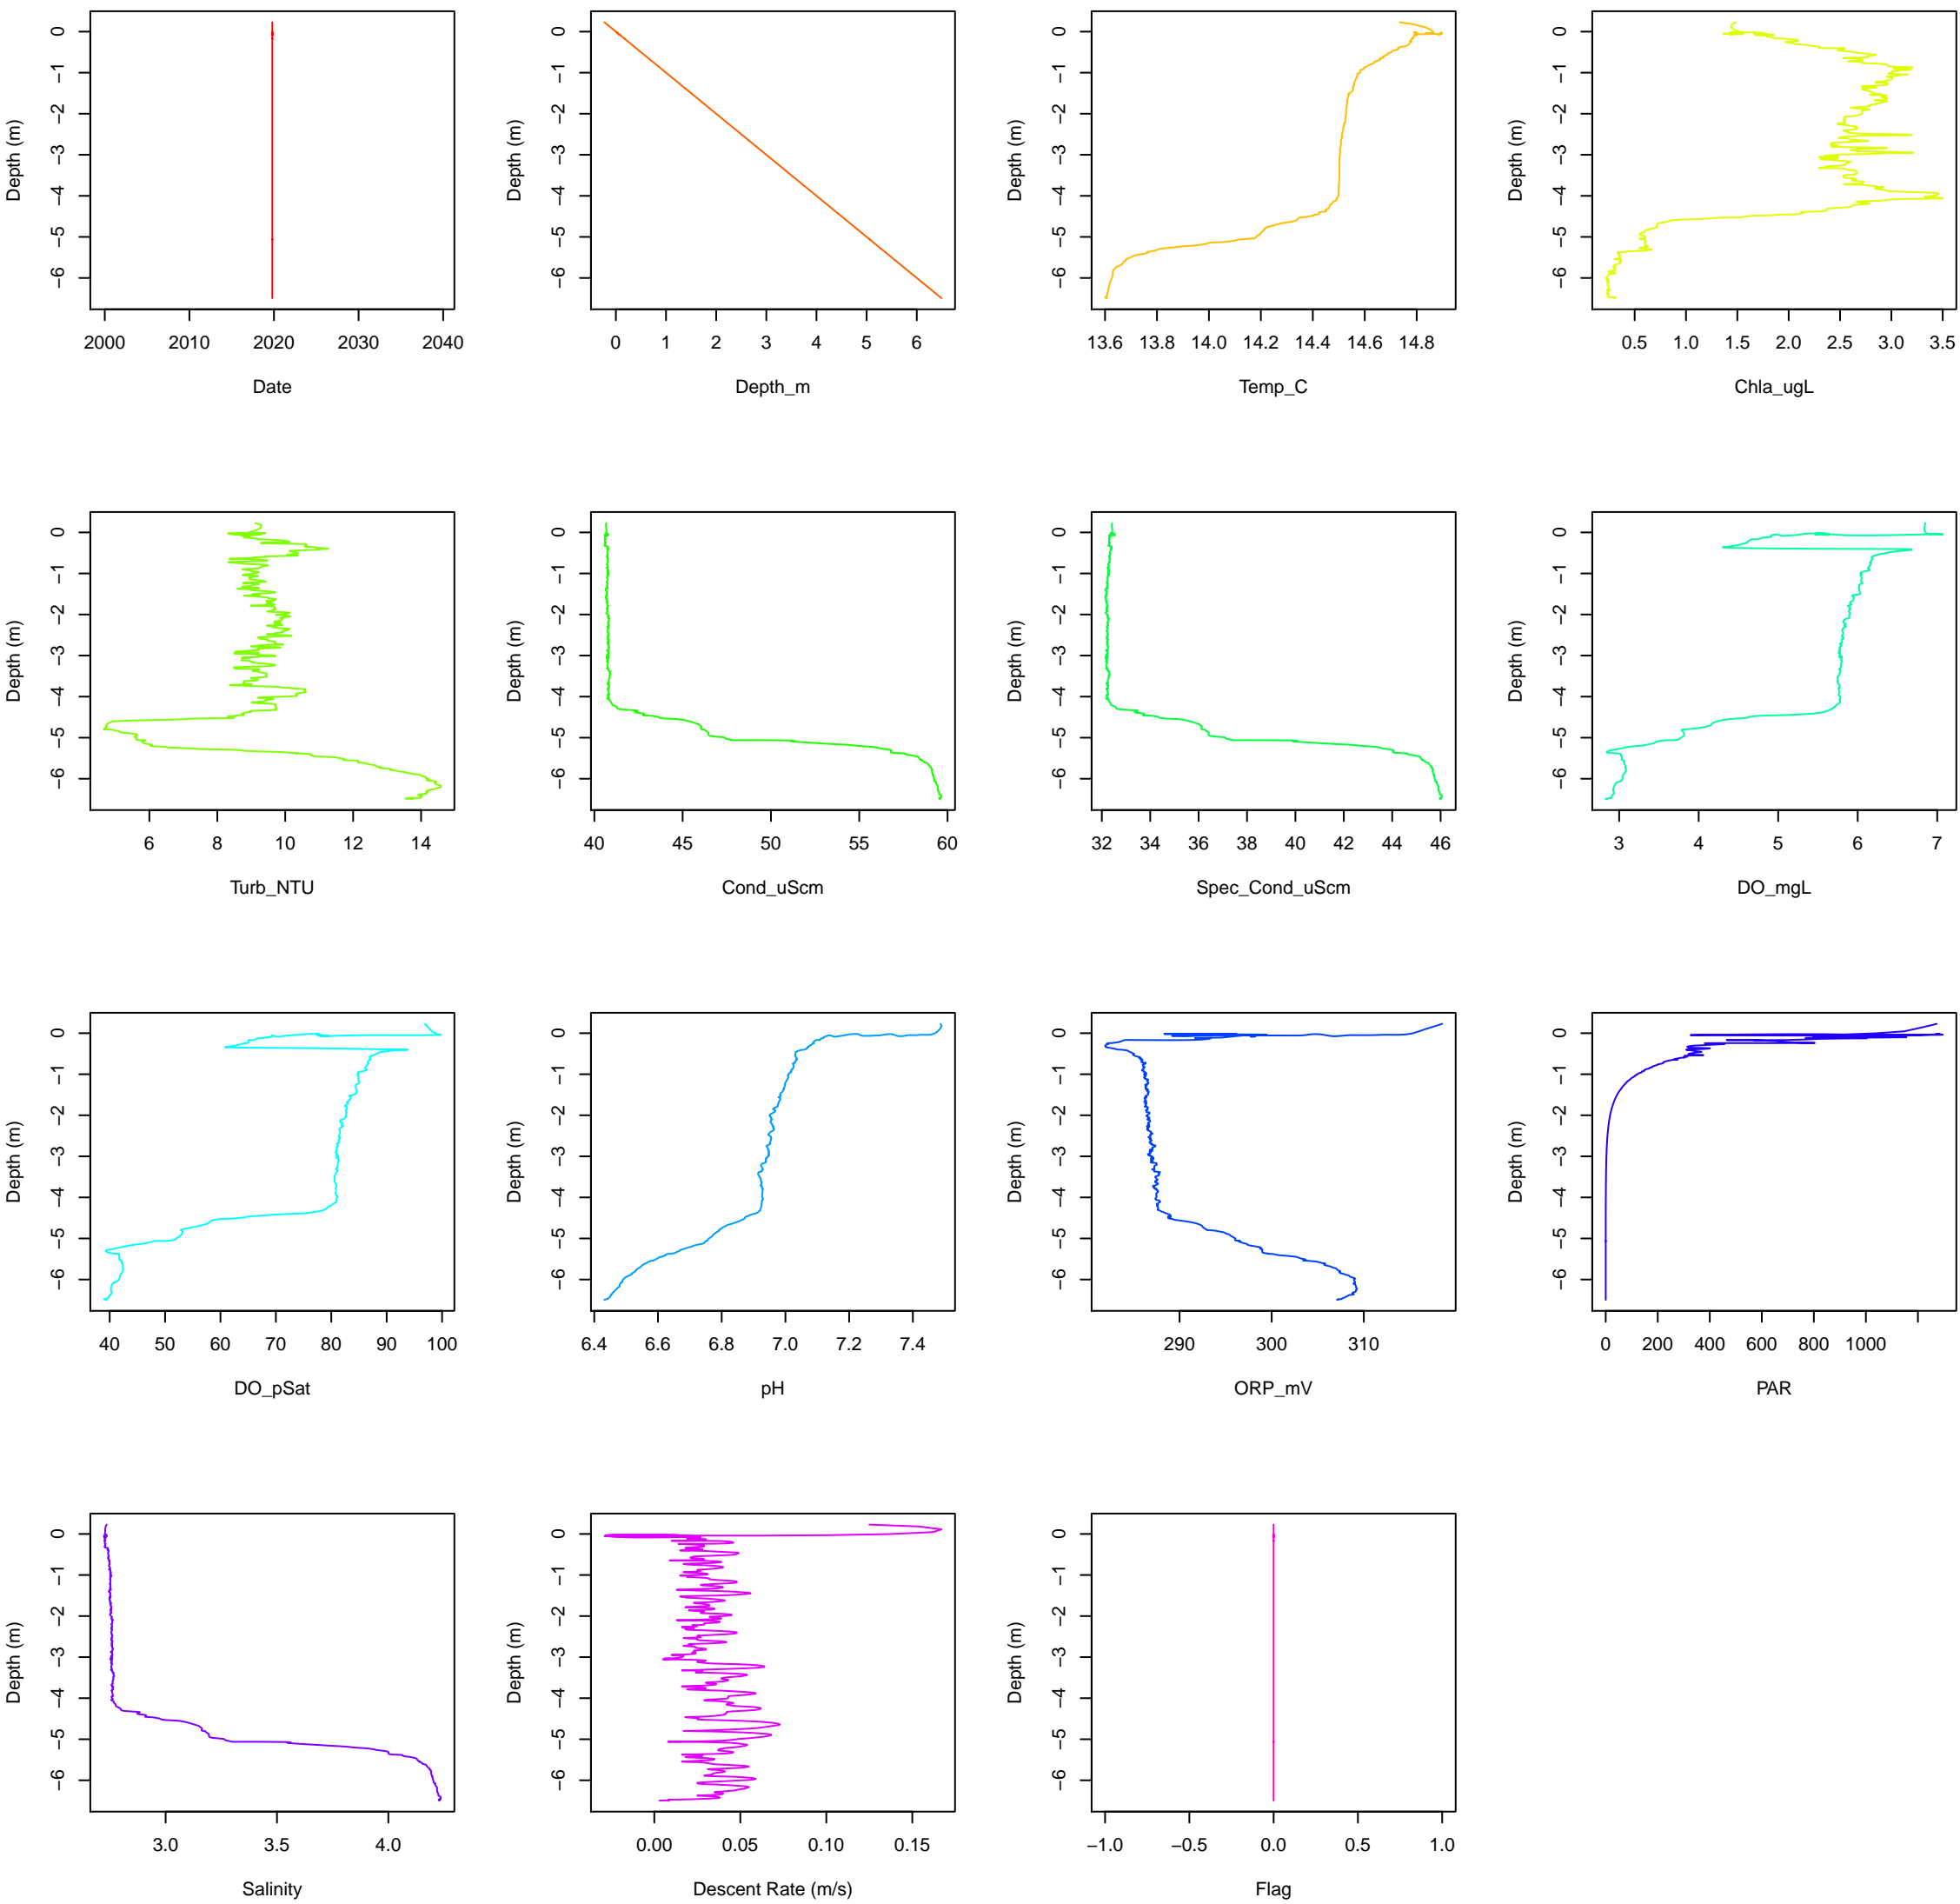 Depth (m)
0
−1
−2
−3
−4
−5
−6
2000 2010 2020 2030 2040
Date
Depth (m)
0
−1
−2
−3
−4
−5
−6
0 1 2 3 4 5 6
Depth_m
Depth (m)
0
−1
−2
−3
−4
−5
−6
13.6 13.8 14.0 14.2 14.4 14.6 14.8
Temp_C
Depth (m)
0
−1
−2
−3
−4
−5
−6
0.5 1.0 1.5 2.0 2.5 3.0 3.5
Chla_ugL
Depth (m)
0
−1
−2
−3
−4
−5
−6
6 8 10 12 14
Turb_NTU
Depth (m)
0
−1
−2
−3
−4
−5
−6
40 45 50 55 60
Cond_uScm
Depth (m)
0
−1
−2
−3
−4
−5
−6
32 34 36 38 40 42 44 46
Spec_Cond_uScm
Depth (m)
0
−1
−2
−3
−4
−5
−6
3 4 5 6 7
DO_mgL
Depth (m)
0
−1
−2
−3
−4
−5
−6
40 50 60 70 80 90 100
DO_pSat
Depth (m)
0
−1
−2
−3
−4
−5
−6
6.4 6.6 6.8 7.0 7.2 7.4
pH
Depth (m)
0
−1
−2
−3
−4
−5
−6
290 300 310
ORP_mV
Depth (m)
0
−1
−2
−3
−4
−5
−6
0 200 400 600 800 1000
PAR
Depth (m)
0
−1
−2
−3
−4
−5
−6
3.0 3.5 4.0
Salinity
Depth (m)
0
−1
−2
−3
−4
−5
−6
0.00 0.05 0.10 0.15
Descent Rate (m/s)
Depth (m)
0
−1
−2
−3
−4
−5
−6
−1.0 −0.5 0.0 0.5 1.0
Flag